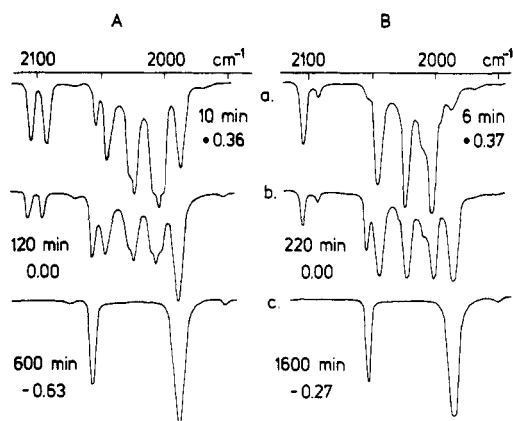 A B
2100 2000 cm⁻¹ 2100 2000 cm⁻¹
a.
10 min
•0.36
6 min
•0.37
b.
120 min
0.00
220 min
0.00
c.
600 min
-0.63
1600 min
-0.27